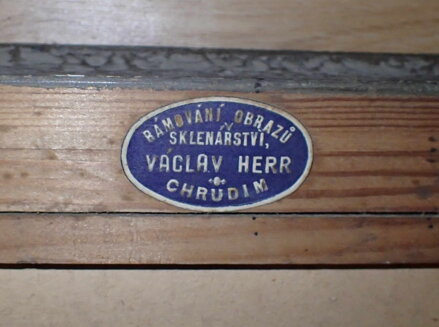 RÁMOVÁNÍ OBRAZŮ
SKLENÁŘSTVÍ,
VÁCLAV HERR
CHRUDIM